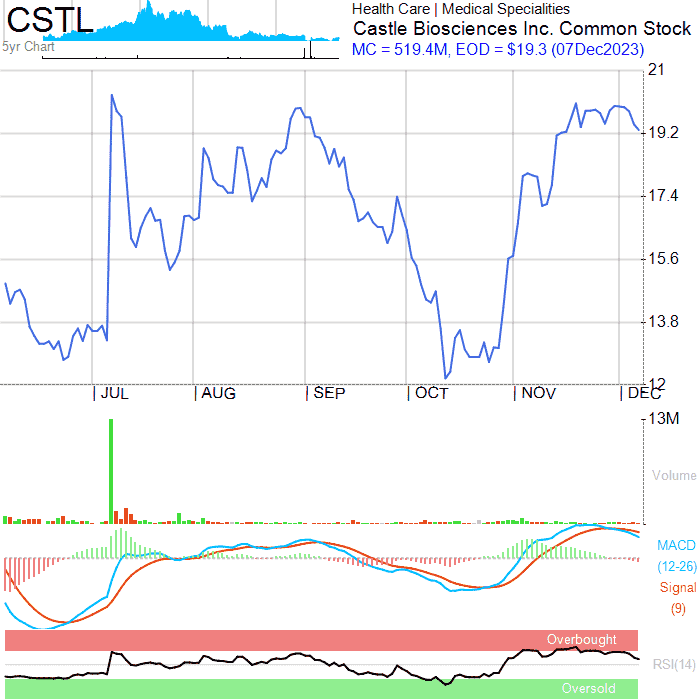 CSTL
5yr Chart
Health Care | Medical Specialities
Castle Biosciences Inc. Common Stock
MC = 519.4M, EOD = $19.3 (07Dec2023)
21
19.2
17.4
15.6
13.8
12
| JUL | AUG | SEP | OCT | NOV | DEC
13M
Volume
MACD
(12-26)
Signal
(9)
Overbought
RSI(14)
Oversold